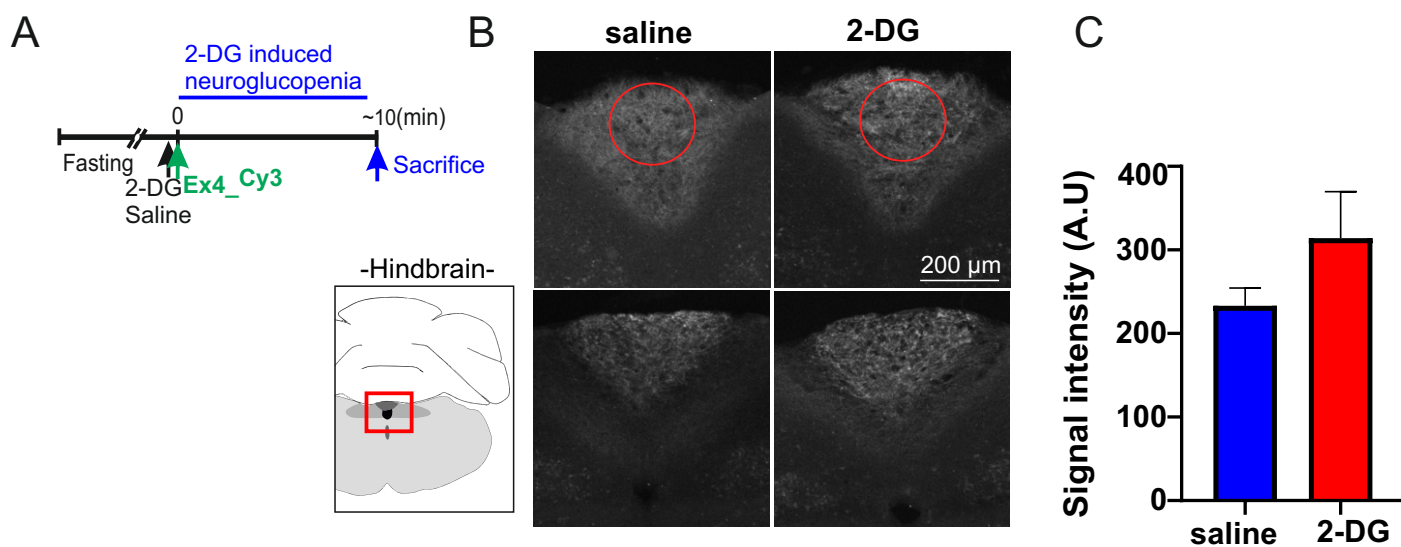 A
2-DG induced
neuroglucopenia
0
~10(min)
Fasting
2-DG
Saline
Ex4_Cy3
Sacrifice
-Hindbrain-
B
saline
2-DG
200 µm
C
Signal intensity (A.U)
400
300
200
100
0
saline
2-DG